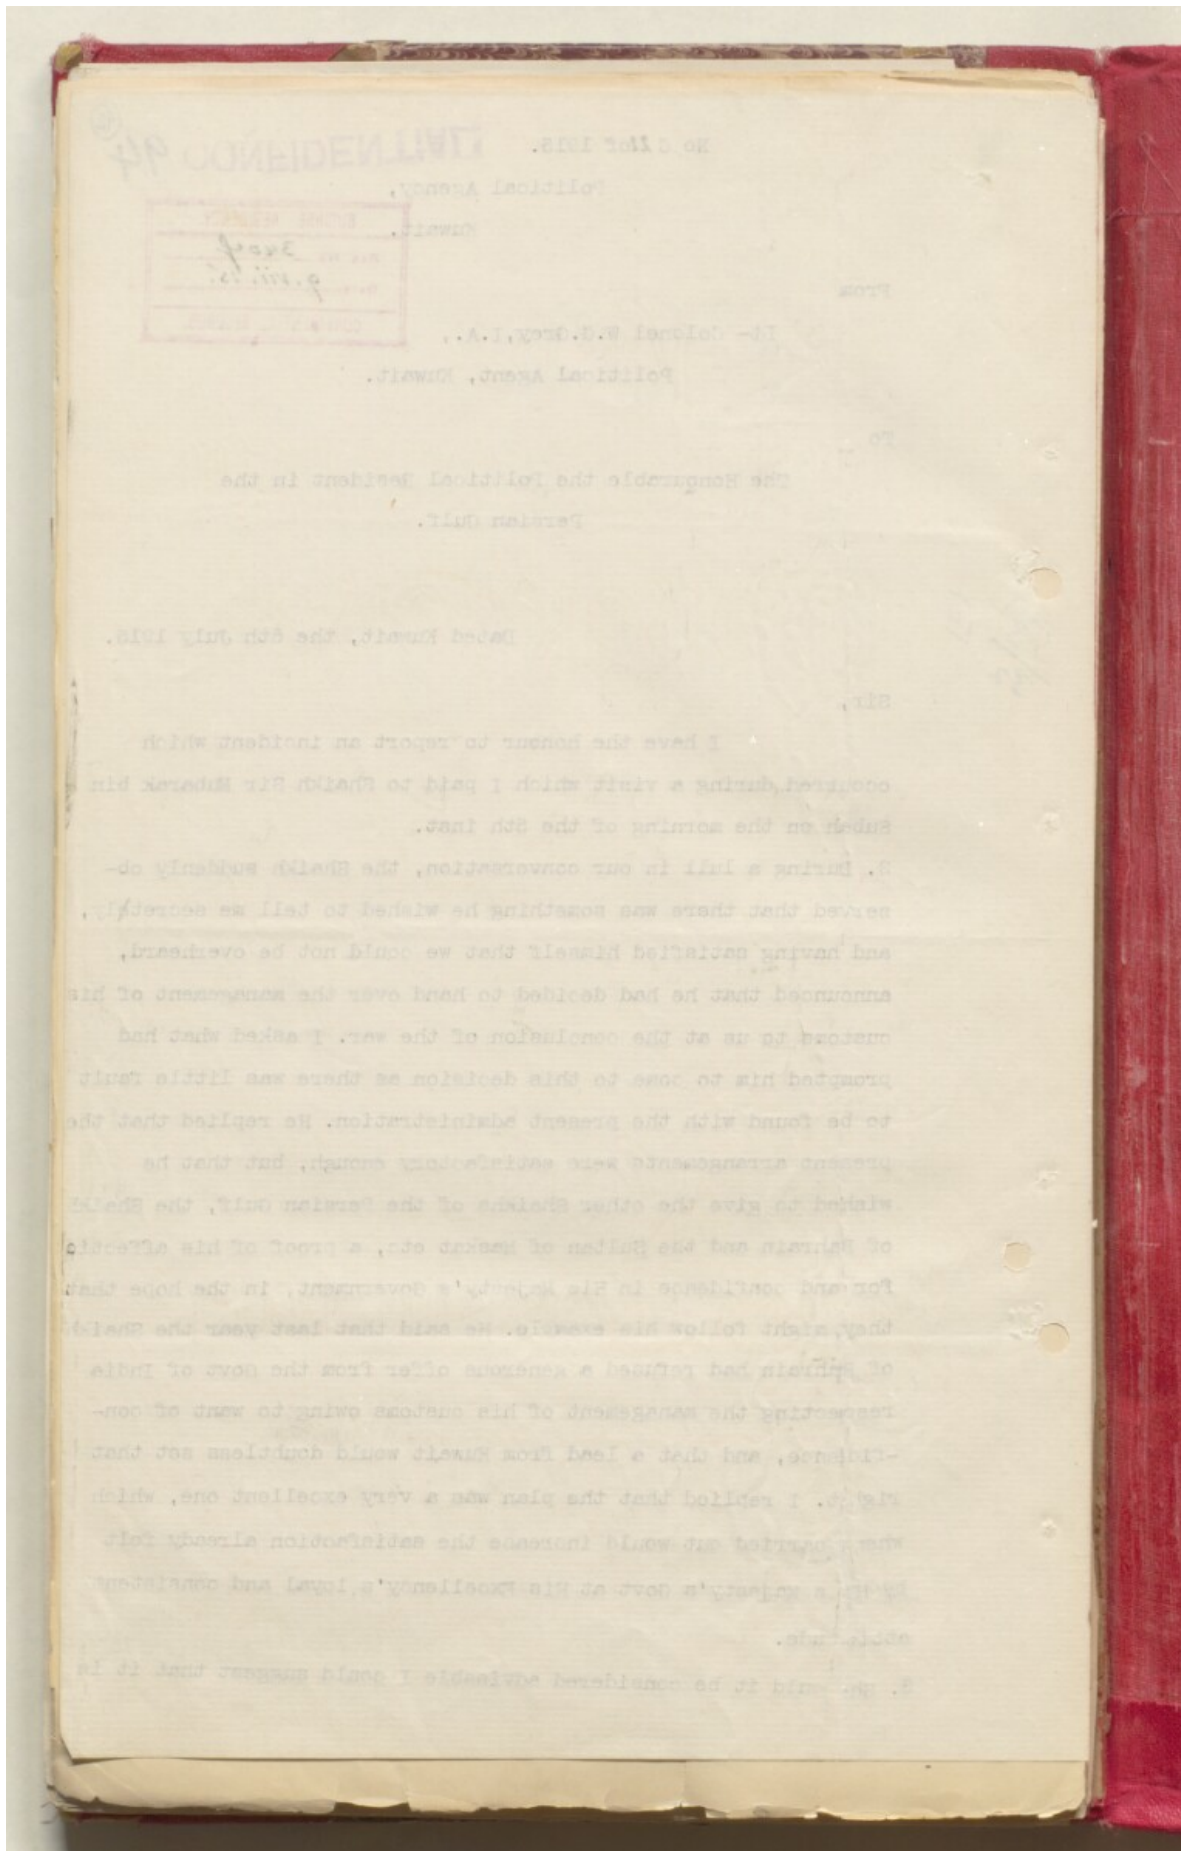 CONFIDENTIAL
94
of 1915.
Political Agency,
Kuwait.
BUSHIRE RESIDENCY
From
Lt- Colonel W.G.Grey, I.A.,
Political Agent, Kuwait.
To
The Honourable the Political Resident in the
Persian Gulf.
Dated Kuwait, the 6th July 1915.
Sir,
I have the honour to report an incident which
occurred during a visit which I paid to Shaikh Sir Mubarak bin
Subah on the morning of the 5th inst.
2. During a lull in our conversation, the Shaikh suddenly ob-
served that there was something he wished to tell me secretely,
and having satisfied himself that we could not be overheard,
announced that he had decided to hand over the management of his
customs to us at the conclusion of the war. I asked what had
prompted him to come to this decision as there was little fault
to be found with the present administration. He replied that the
present arrangements were satisfactory enough, but that he
wished to give the other Shaikhs of the Persian Gulf, the Shaikh
of Bahrain and the Sultan of Maskat etc, a proof of his affectio
for and confidence in His Majesty's Government, in the hope that
they might follow his example. He said that last year the Shaikh
of Bahrain had refused a generous offer from the Govt of India
respecting the management of his customs owing to want of con-
-fidence, and that a lead from Kuwait would doubtless set that
right. I replied that the plan was a very excellent one, which
when carried out would increase the satisfaction already felt
by His Majesty's Govt at His Excellency's loyal and consistent
attitude.
3. should it be considered advisable I could suggest that it is